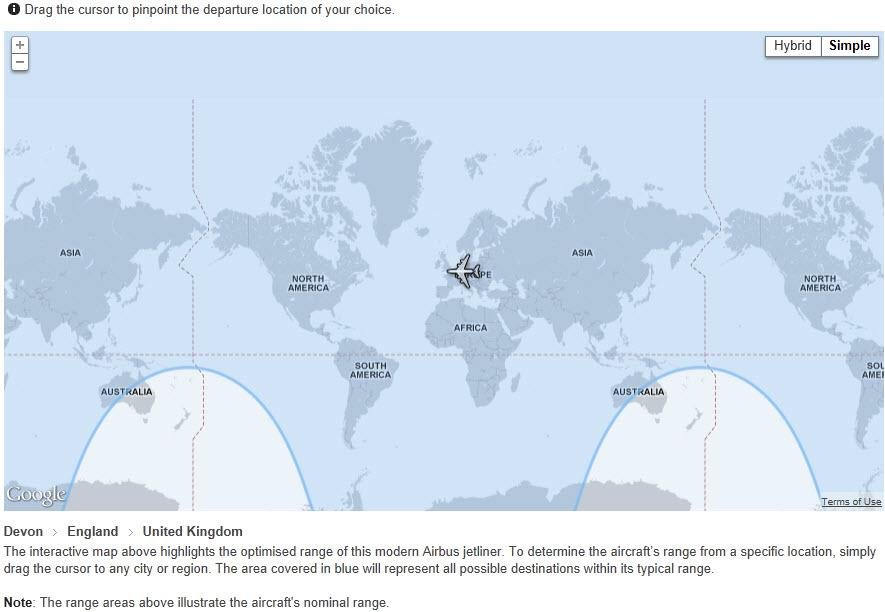 Drag the cursor to pinpoint the departure location of your choice.
+
−
Hybrid Simple
ASIA
NORTH
AMERICA
ASIA
NORTH
AMERICA
AFRICA
SOUTH
AMERICA
SOU
AMER
AUSTRALIA
AUSTRALIA
Google
Terms of Use
Devon > England > United Kingdom
The interactive map above highlights the optimised range of this modern Airbus jetliner. To determine the aircraft's range from a specific location, simply
drag the cursor to any city or region. The area covered in blue will represent all possible destinations within its typical range.
Note: The range areas above illustrate the aircraft's nominal range.